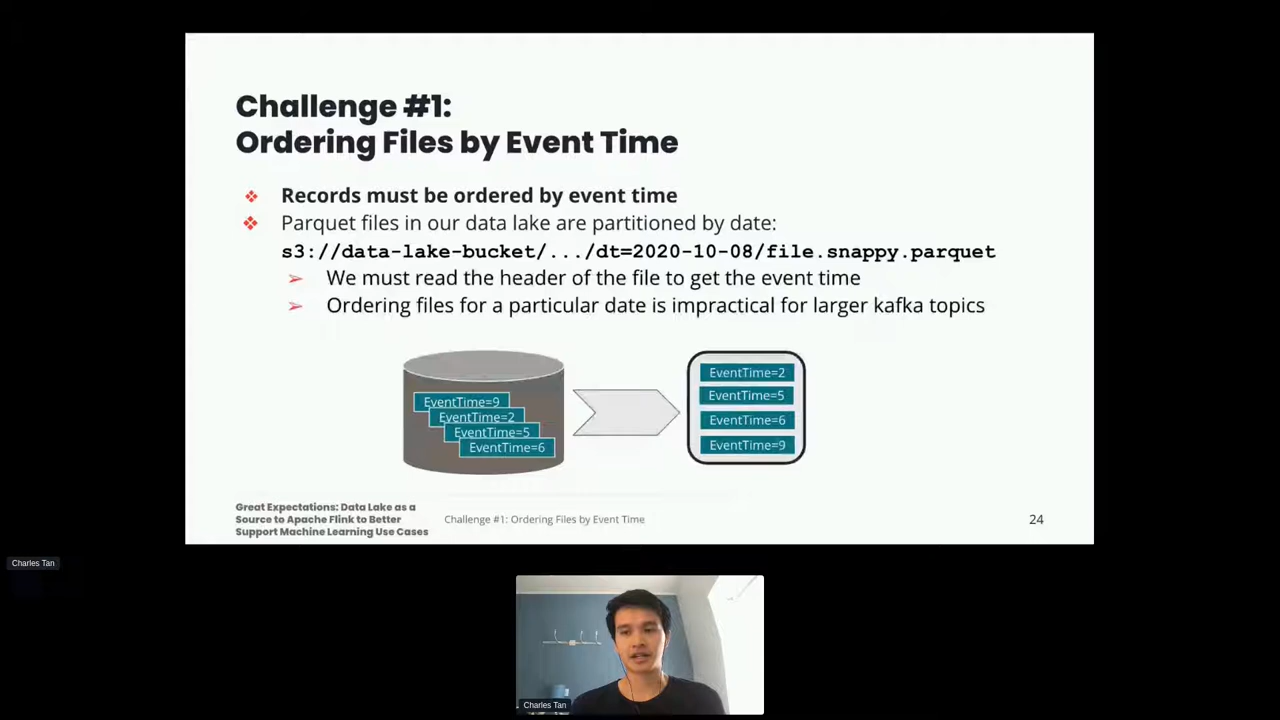 Challenge #1:
Ordering Files by Event Time
Records must be ordered by event time
Parquet files in our data lake are partitioned by date:
s3://data-lake-bucket/.../dt=2020-10-08/file.snappy.parquet
We must read the header of the file to get the event time
Ordering files for a particular date is impractical for larger kafka topics
EventTime=9
EventTime=2
EventTime=5
EventTime=6
EventTime=2
EventTime=5
EventTime=6
EventTime=9
Great Expectations: Data Lake as a
Source to Apache Flink to Better
Support Machine Learning Use Cases
Challenge #1: Ordering Files by Event Time
24
Charles Tan
Charles Tan